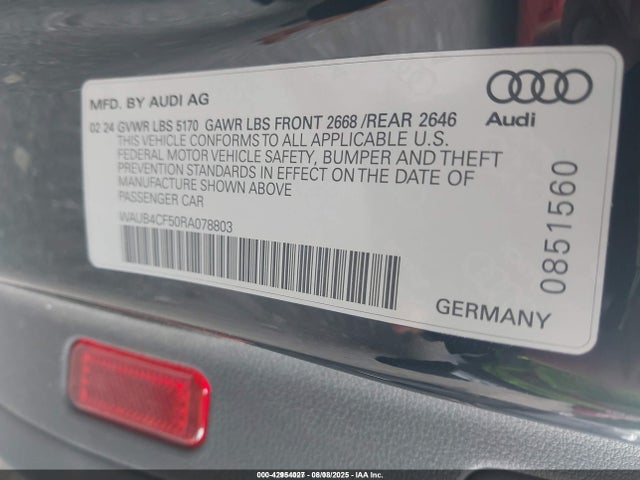 MFD. BY AUDI AG
02 24 GVWR LBS 5170 GAWR LBS FRONT 2668 /REAR 2646
THIS VEHICLE CONFORMS TO ALL APPLICABLE U.S.
FEDERAL MOTOR VEHICLE SAFETY, BUMPER AND THEFT
PREVENTION STANDARDS IN EFFECT ON THE DATE OF
MANUFACTURE SHOWN ABOVE
PASSENGER CAR
WAUB4CF50RA078803
Audi
0851560
GERMANY
000-42954027 - 08/08/2025 - IAA Inc.